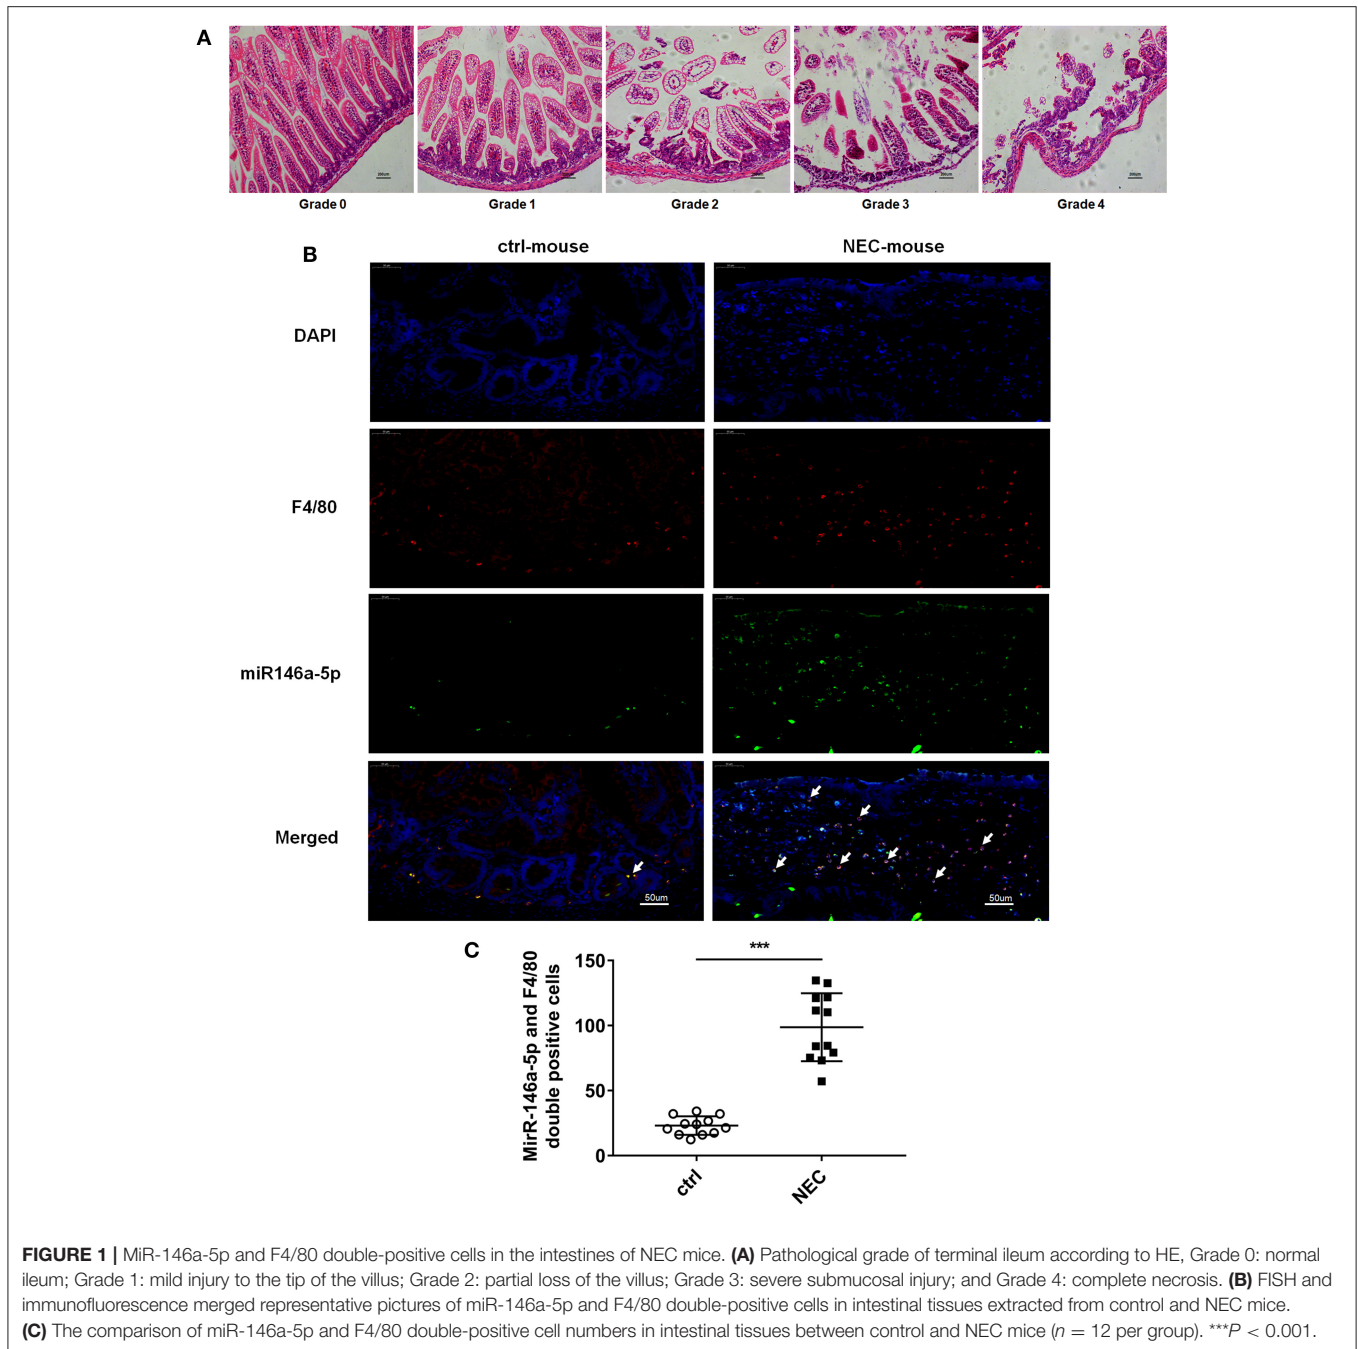 A
Grade 0
Grade 1
Grade 2
Grade 3
Grade 4
B
ctrl-mouse
NEC-mouse
DAPI
F4/80
miR146a-5p
Merged
50um
50um
C
***
MirR-146a-5p and F4/80
double positive cells
150
100
50
0
ctrl
NEC
FIGURE 1 | MiR-146a-5p and F4/80 double-positive cells in the intestines of NEC mice. (A) Pathological grade of terminal ileum according to HE, Grade 0: normal
ileum; Grade 1: mild injury to the tip of the villus; Grade 2: partial loss of the villus; Grade 3: severe submucosal injury; and Grade 4: complete necrosis. (B) FISH and
immunofluorescence merged representative pictures of miR-146a-5p and F4/80 double-positive cells in intestinal tissues extracted from control and NEC mice.
(C) The comparison of miR-146a-5p and F4/80 double-positive cell numbers in intestinal tissues between control and NEC mice (n = 12 per group). ***P < 0.001.